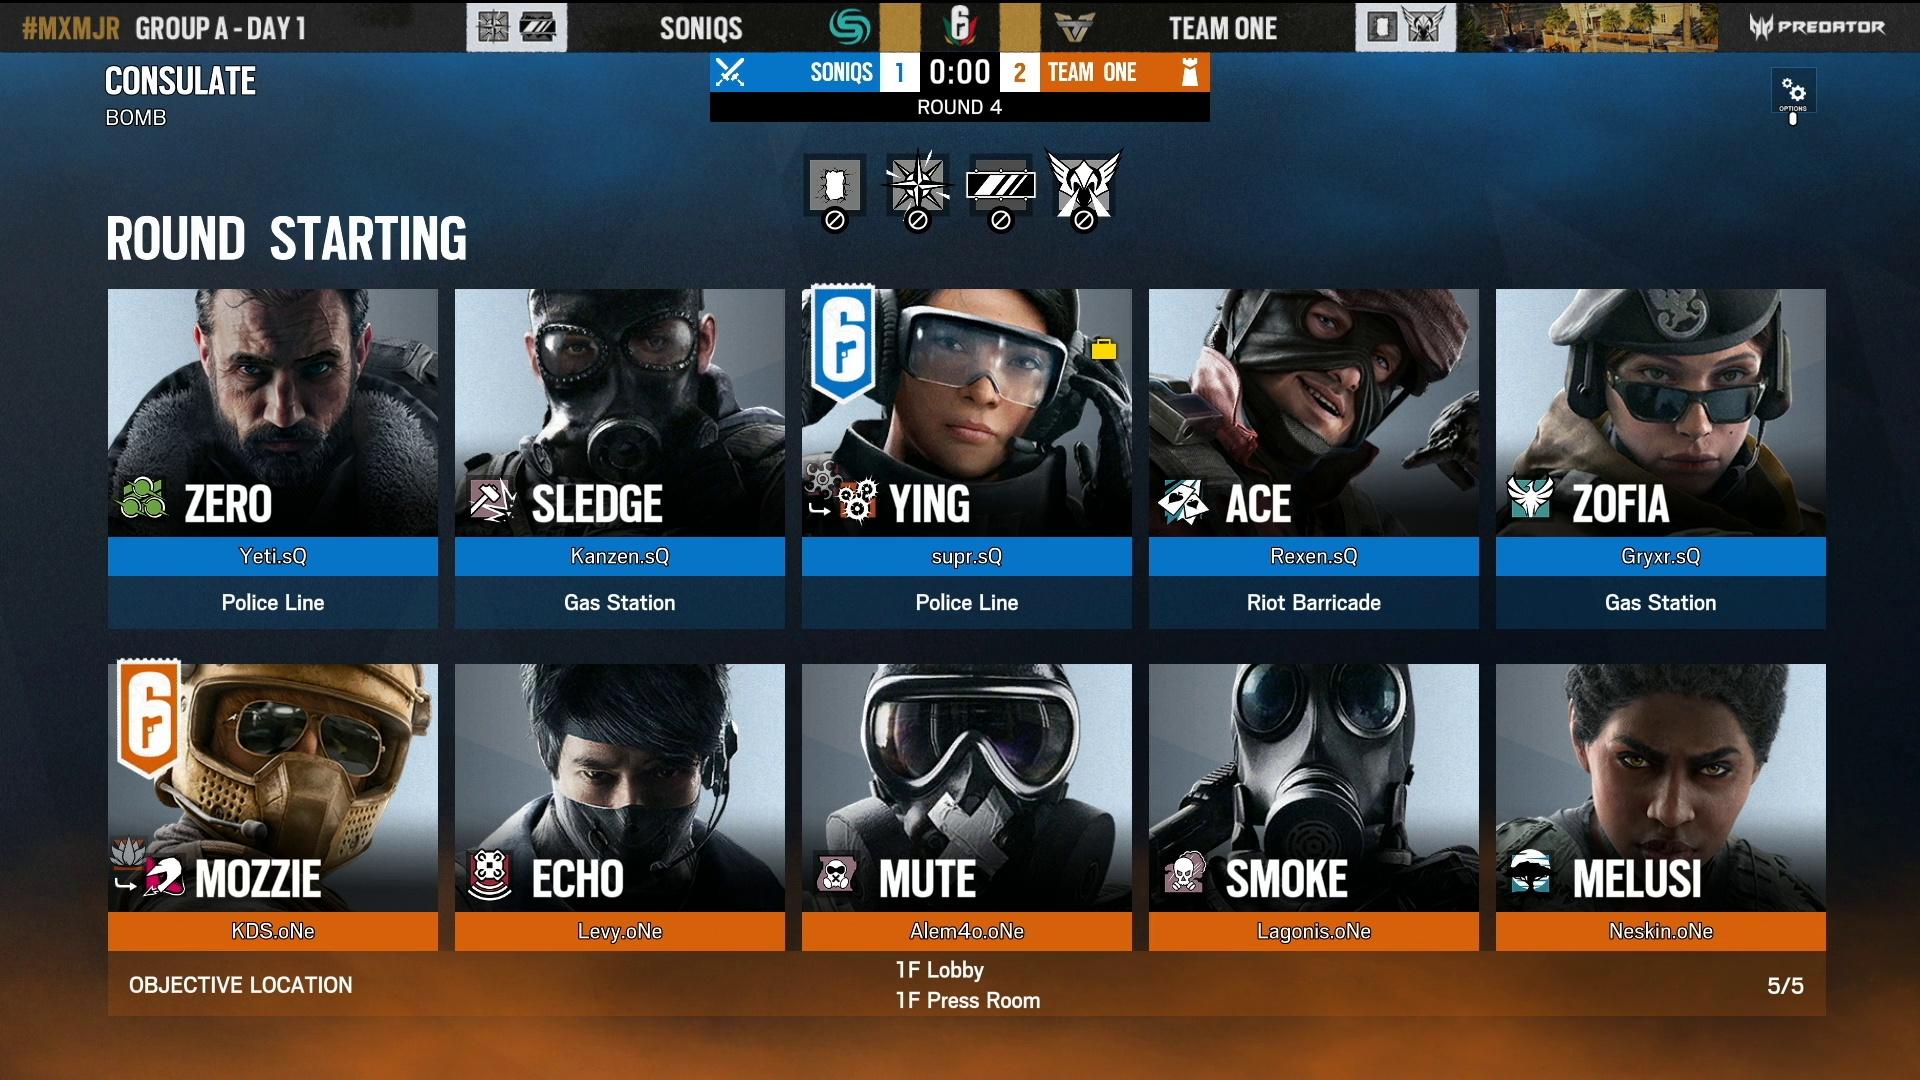 #MXMJR GROUP A - DAY 1
SONIQS
6
TEAM ONE
PREDATOR
CONSULATE
BOMB
SONIQS 1 0:00 2 TEAM ONE
ROUND 4
OPTIONS
ROUND STARTING
6
ZERO SLEDGE YING ACE ZOFIA
Yeti.sQ Kanzen.sQ supr.sQ Rexen.sQ Gryxr.sQ
Police Line Gas Station Police Line Riot Barricade Gas Station
6
MOZZIE ECHO MUTE SMOKE MELUSI
KDS.oNe Levy.oNe Alem4o.oNe Lagonis.oNe Neskin.oNe
1F Lobby
OBJECTIVE LOCATION 5/5
1F Press Room